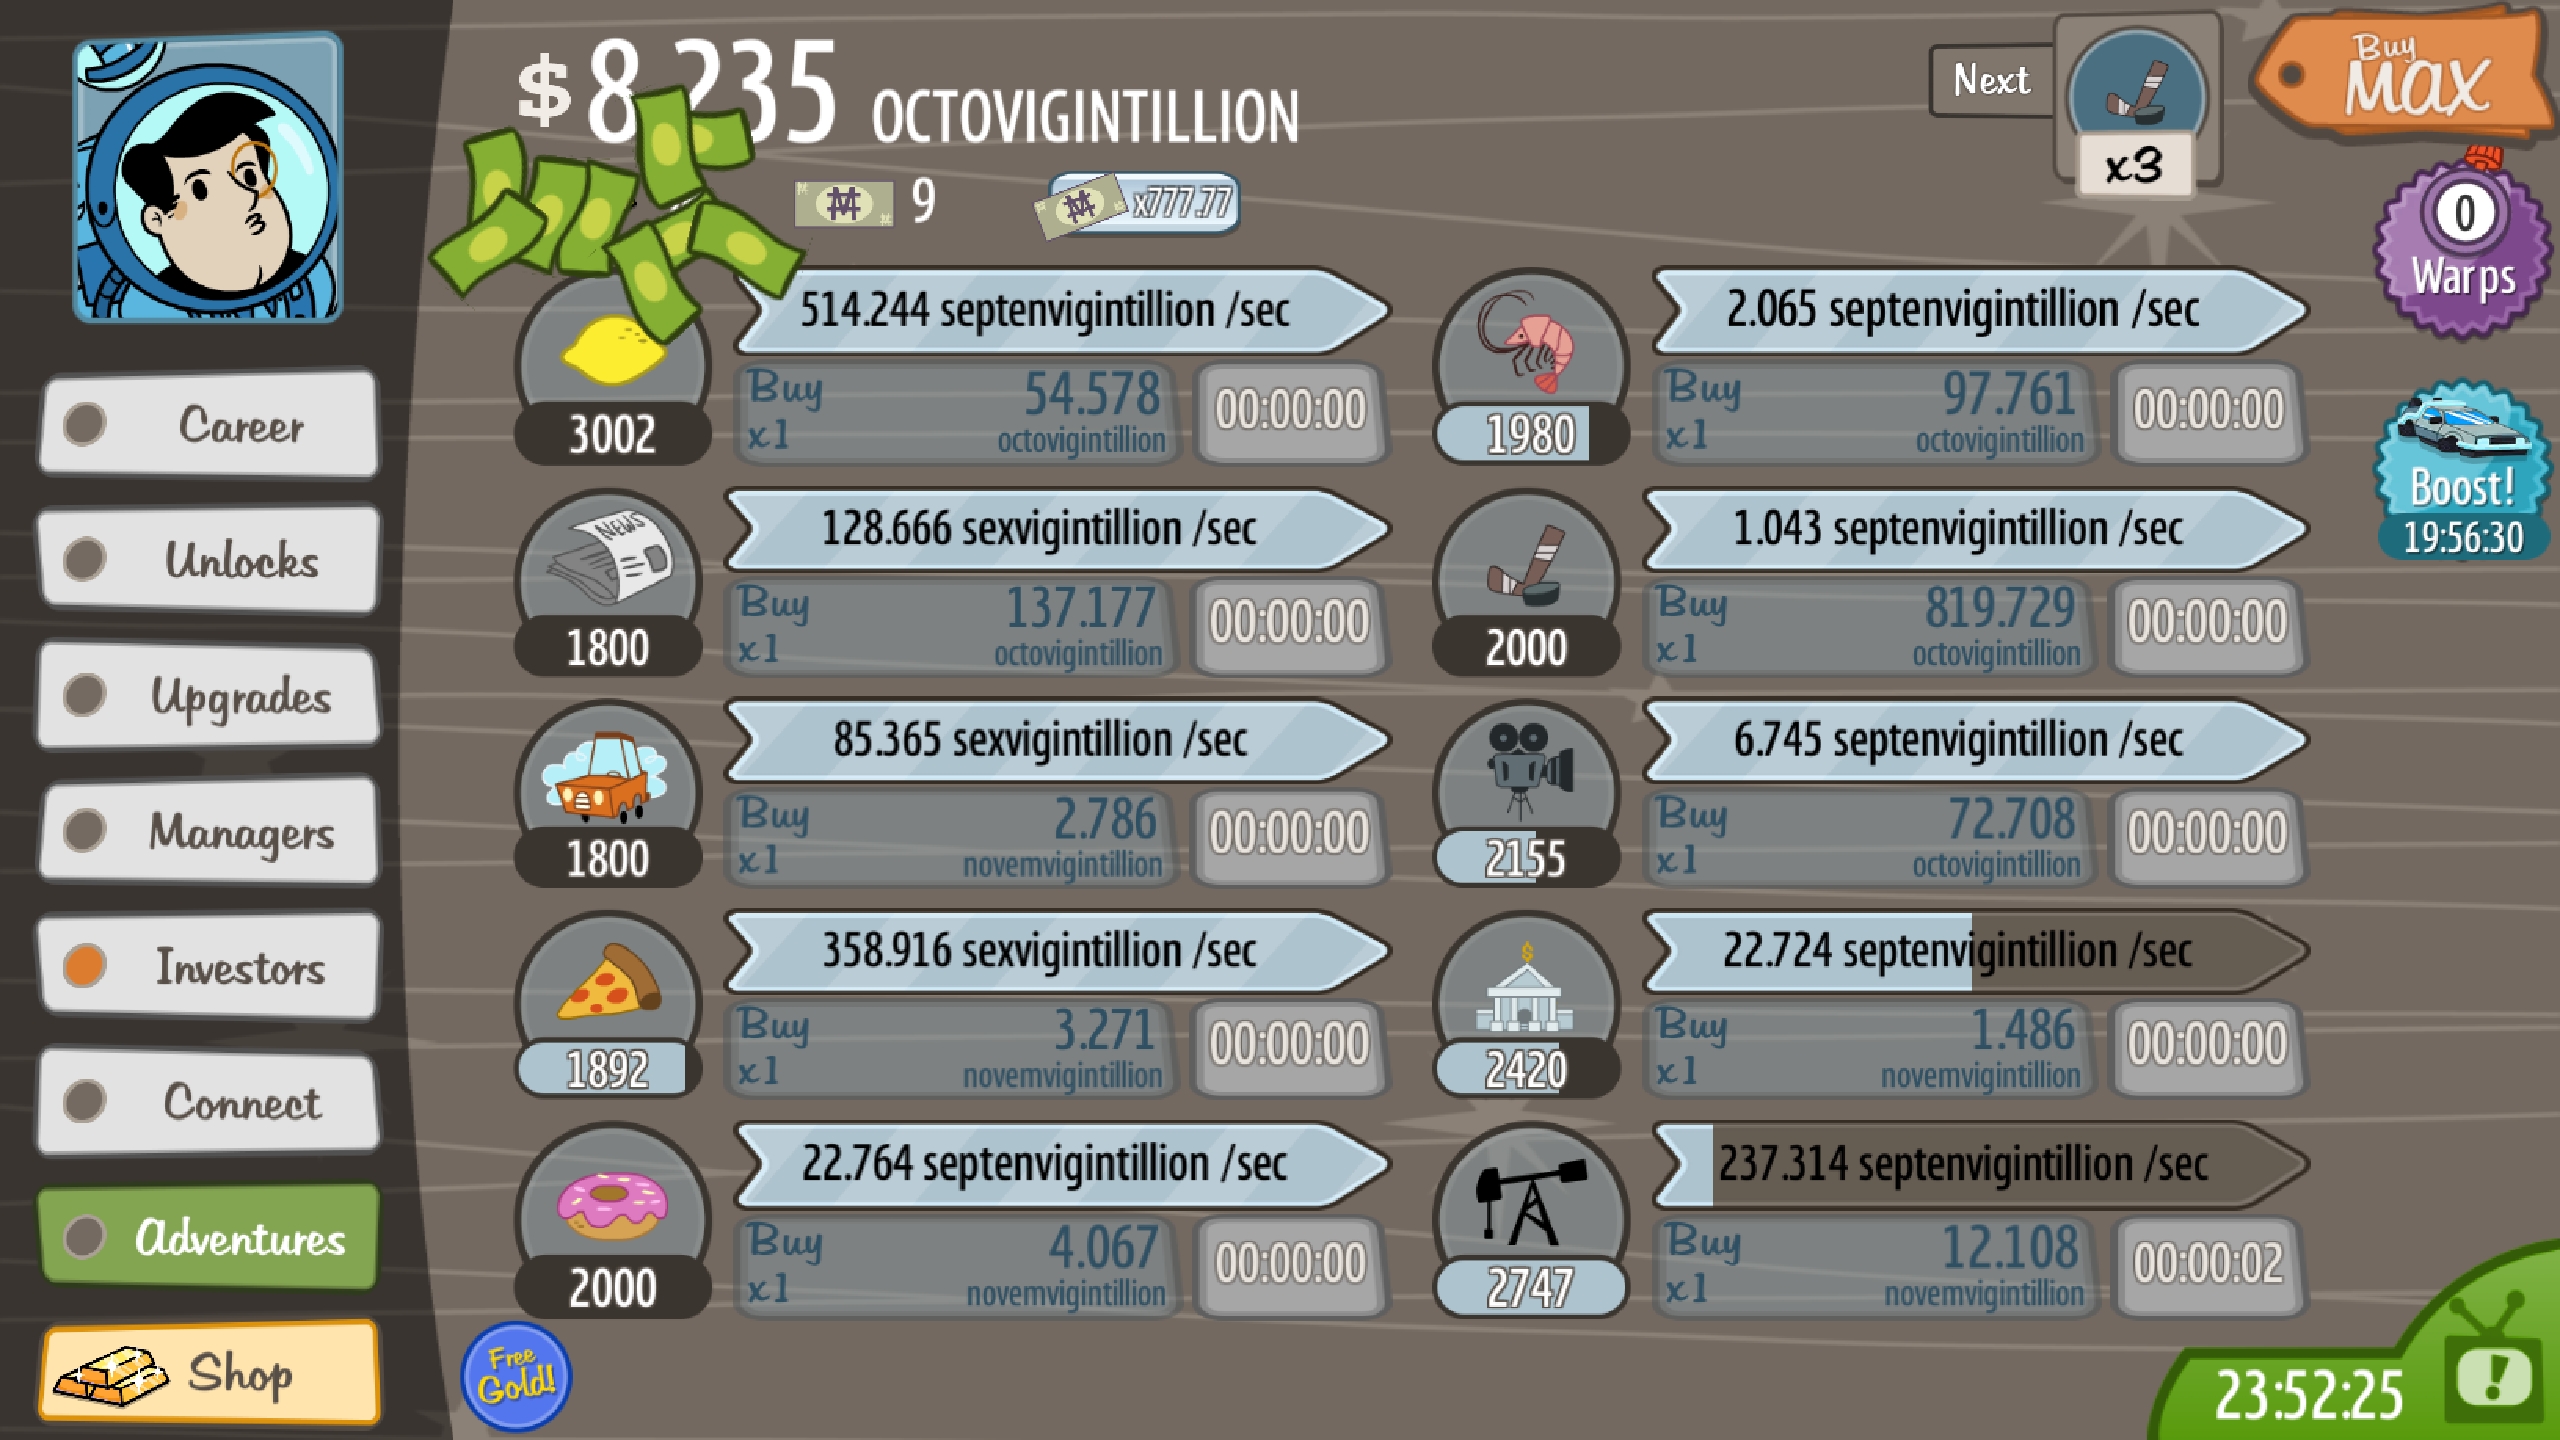 $8.235 OCTOVIGINTILLION
9
x777.77
Next
x3
Buy
MAX
0
Warps
Boost!
19:56:30
Career
Unlocks
Upgrades
Managers
Investors
Connect
Adventures
Shop
514.244 septenvigintillion /sec
3002
Buy
x1
54.578
octovigintillion
00:00:00
2.065 septenvigintillion /sec
1980
Buy
x1
97.761
octovigintillion
00:00:00
NEWS
128.666 sexvigintillion /sec
1800
Buy
x1
137.177
octovigintillion
00:00:00
1.043 septenvigintillion /sec
2000
Buy
x1
819.729
octovigintillion
00:00:00
85.365 sexvigintillion /sec
1800
Buy
x1
2.786
novemvigintillion
00:00:00
6.745 septenvigintillion /sec
2155
Buy
x1
72.708
octovigintillion
00:00:00
358.916 sexvigintillion /sec
1892
Buy
x1
3.271
novemvigintillion
00:00:00
22.724 septenvigintillion /sec
2420
Buy
x1
1.486
novemvigintillion
00:00:00
22.764 septenvigintillion /sec
2000
Buy
x1
4.067
novemvigintillion
00:00:00
237.314 septenvigintillion /sec
2747
Buy
x1
12.108
novemvigintillion
00:00:02
Free
Gold!
23:52:25